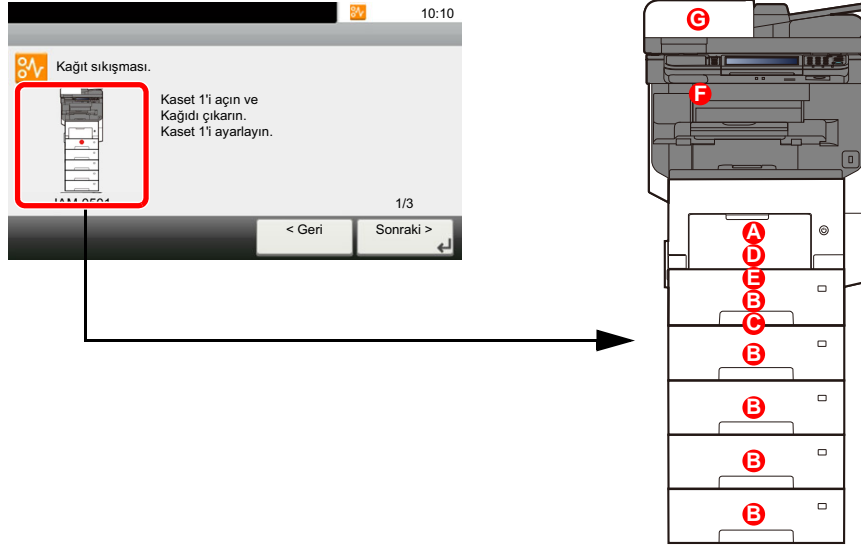 10:10
Kağıt sıkışması.
Kaset 1'i açın ve
Kağıdı çıkarın.
Kaset 1'i ayarlayın.
1/3
< Geri
Sonraki >
G
F
A
D
E
B
C
B
B
B
B